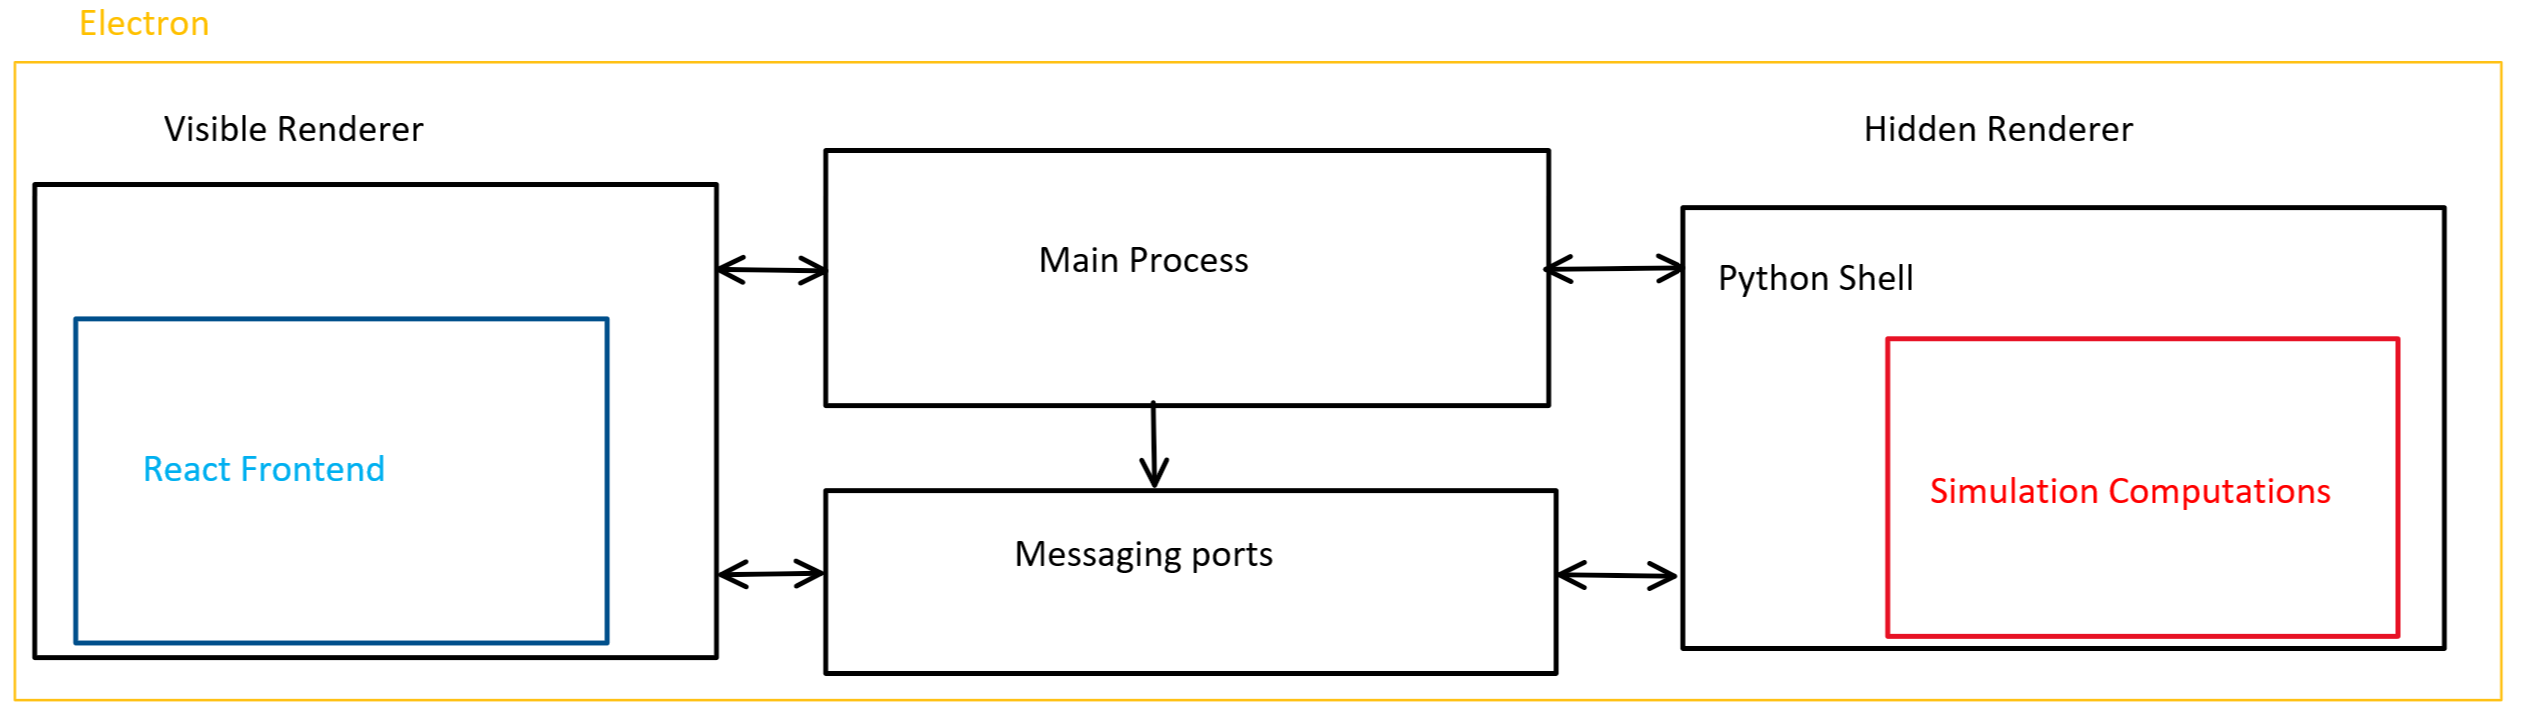 Electron
Visible Renderer
Hidden Renderer
Main Process
Python Shell
React Frontend
Simulation Computations
Messaging ports